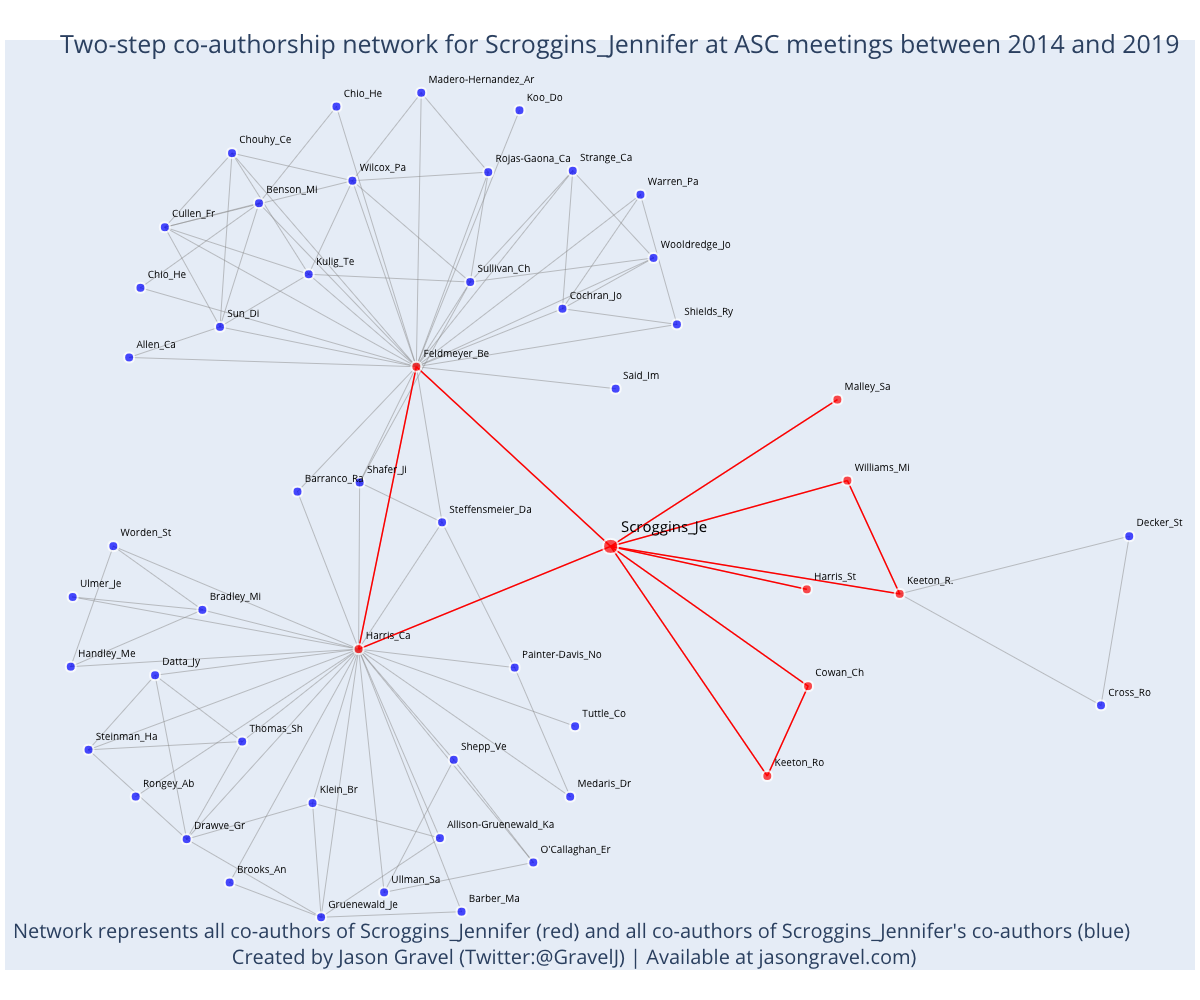 Two-step co-authorship network for Scroggins_Jennifer at ASC meetings between 2014 and 2019
Madero-Hernandez_Ar
Chio_He
Koo_Do
Chouhy_Ce
Wilcox_Pa
Rojas-Gaona_Ca
Strange_Ca
Benson_Mi
Warren_Pa
Cullen_Fr
Wooldredge_Jo
Kulig_Te
Sullivan_Ch
Chio_He
Cochran_Jo
Sun_Di
Shields_Ry
Allen_Ca
Feldmeyer_Be
Said_Im
Malley_Sa
Barranco_Ra
Shafer_Ji
Williams_Mi
Steffensmeier_Da
Scroggins_Je
Decker_St
Worden_St
Harris_St
Keeton_R.
Ulmer_Je
Bradley_Mi
Harris_Ca
Handley_Me
Datta_Jy
Painter-Davis_No
Cowan_Ch
Cross_Ro
Tuttle_Co
Steinman_Ha
Thomas_Sh
Shepp_Ve
Keeton_Ro
Rongey_Ab
Klein_Br
Medaris_Dr
Drawve_Gr
Allison-Gruenewald_Ka
O'Callaghan_Er
Brooks_An
Ullman_Sa
Gruenewald_Je
Barber_Ma
Network represents all co-authors of Scroggins_Jennifer (red) and all co-authors of Scroggins_Jennifer's co-authors (blue)
Created by Jason Gravel (Twitter:@GravelJ) | Available at jasongravel.com)